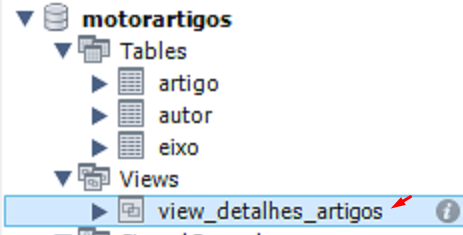 motorartigos
Tables
artigo
autor
eixo
Views
view_detalhes_artigos